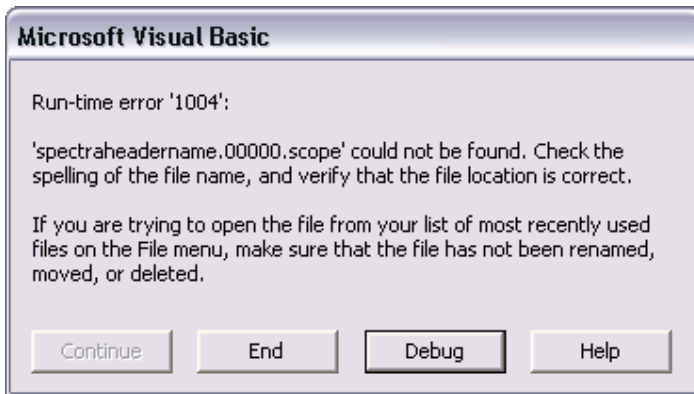 Microsoft Visual Basic
Run-time error '1004':
'spectraheadername.00000.scope' could not be found. Check the
spelling of the file name, and verify that the file location is correct.
If you are trying to open the file from your list of most recently used
files on the File menu, make sure that the file has not been renamed,
moved, or deleted.
Continue
End
Debug
Help